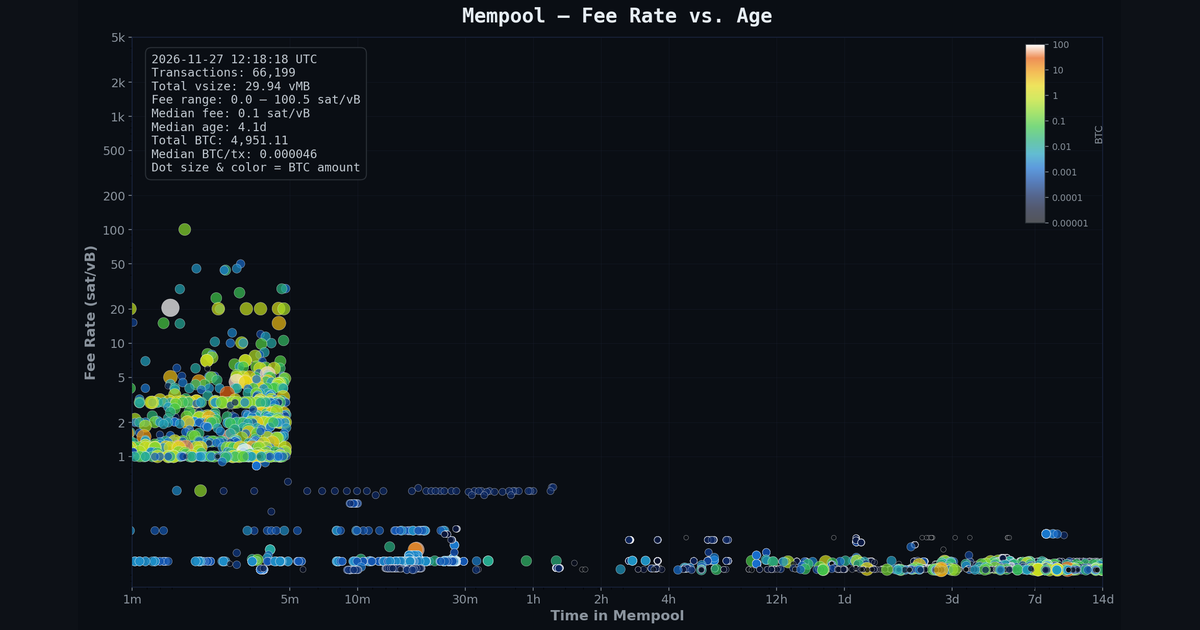 Mempool — Fee Rate vs. Age
5k
2k
1k
500
200
100
50
20
10
5
2
1
Fee Rate (sat/vB)
2026-11-27 12:18:18 UTC
Transactions: 66,199
Total vsize: 29.94 vMB
Fee range: 0.0 – 100.5 sat/vB
Median fee: 0.1 sat/vB
Median age: 4.1d
Total BTC: 4,951.11
Median BTC/tx: 0.000046
Dot size & color = BTC amount
100
10
1
0.1
0.01
0.001
0.0001
0.00001
BTC
1m 5m 10m 30m 1h 2h 4h 12h 1d 3d 7d 14d
Time in Mempool